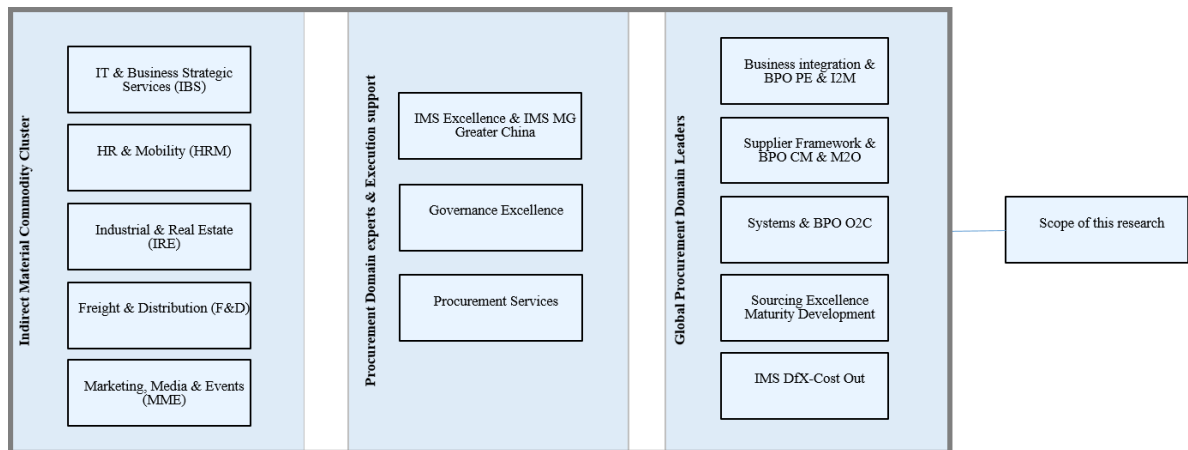 Indirect Material Commodity Cluster
IT & Business Strategic
Services (IBS)
HR & Mobility (HRM)
Industrial & Real Estate
(IRE)
Freight & Distribution (F&D)
Marketing, Media & Events
(MME)
Procurement Domain experts & Execution support
IMS Excellence & IMS MG
Greater China
Governance Excellence
Procurement Services
Global Procurement Domain Leaders
Business integration &
BPO PE & I2M
Supplier Framework &
BPO CM & M2O
Systems & BPO O2C
Sourcing Excellence
Maturity Development
IMS DfX-Cost Out
Scope of this research